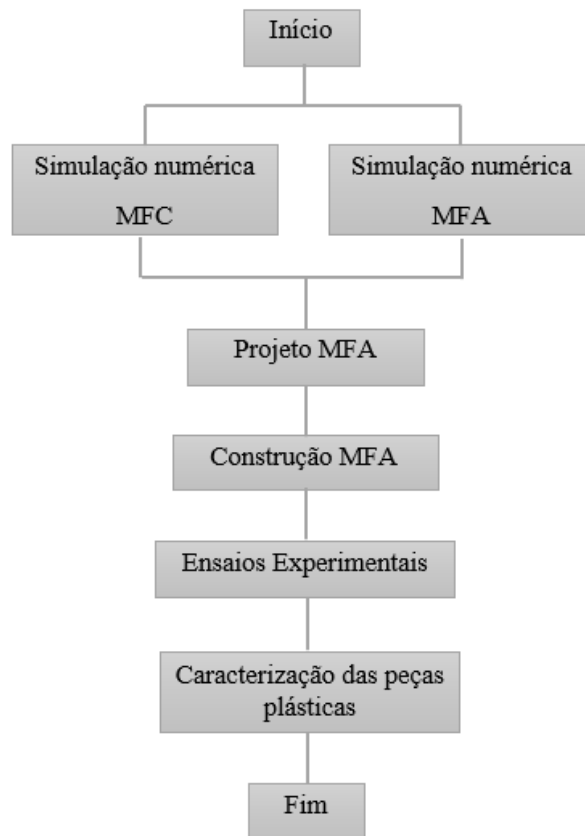 Início
Simulação numérica
MFC
Simulação numérica
MFA
Projeto MFA
Construção MFA
Ensaios Experimentais
Caracterização das peças
plásticas
Fim